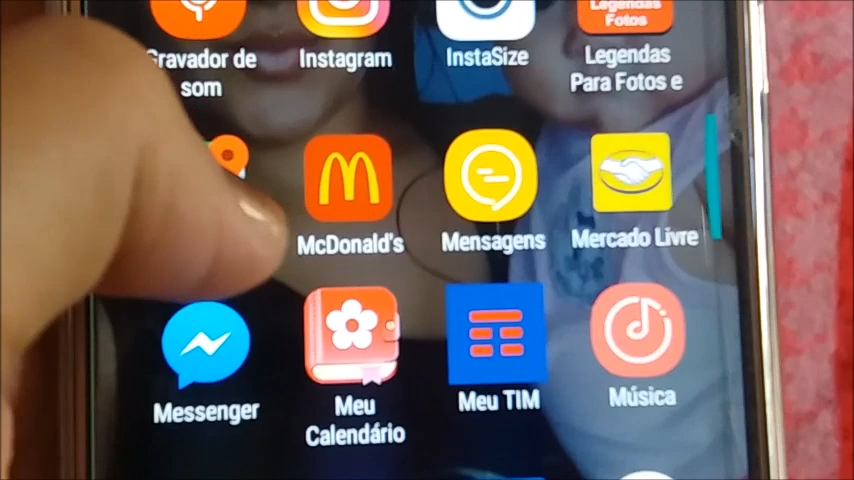 Legendas
Fotos
Gravador de
som
Instagram
InstaSize
Legendas
Para Fotos e
McDonald's
Mensagens
Mercado Livre
Messenger
Meu
Calendário
Meu TIM
Música